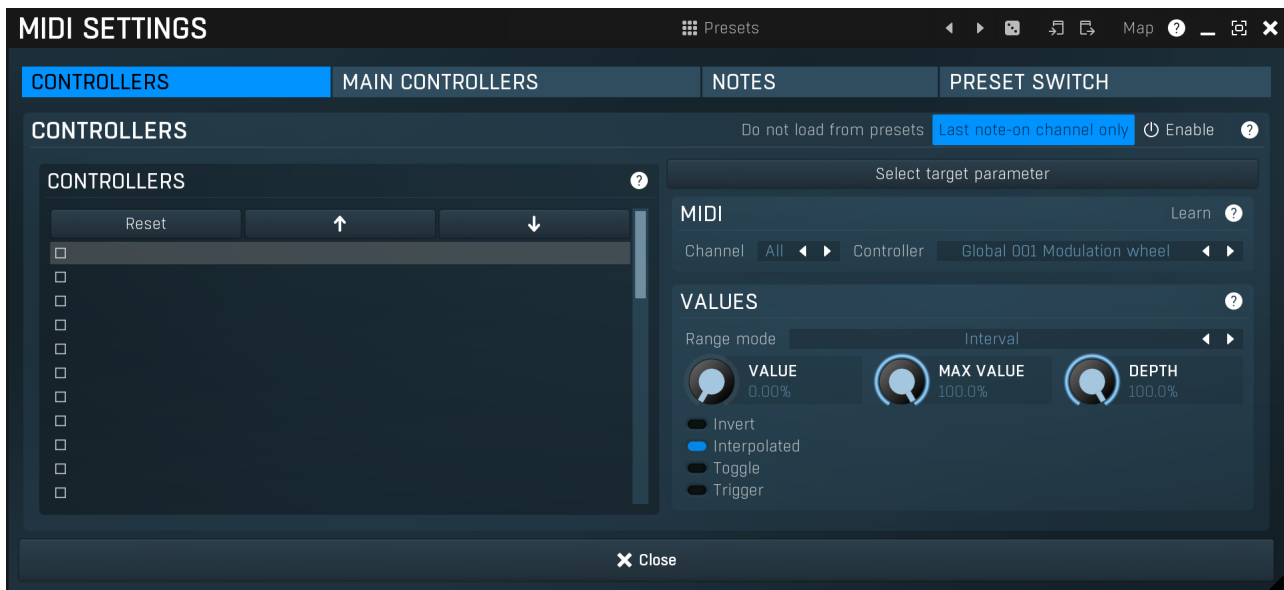 MIDI SETTINGS Presets Map ?
CONTROLLERS MAIN CONTROLLERS NOTES PRESET SWITCH
CONTROLLERS Do not load from presets Last note-on channel only Enable ?
CONTROLLERS ?
Reset
Select target parameter
MIDI Learn ?
Channel All Controller Global 001 Modulation wheel
VALUES ?
Range mode Interval
VALUE
0.00%
MAX VALUE
100.0%
DEPTH
100.0%
Invert
Interpolated
Toggle
Trigger
Close